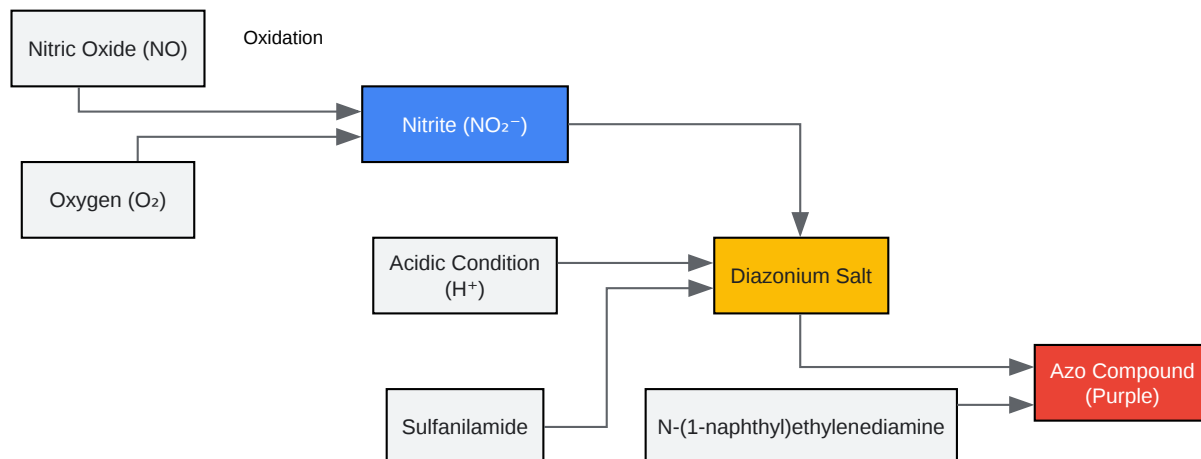 Nitric Oxide (NO)
Oxidation
Nitrite (NO₂⁻)
Oxygen (O₂)
Acidic Condition
(H⁺)
Diazonium Salt
Sulfanilamide
N-(1-naphthyl)ethylenediamine
Azo Compound
(Purple)